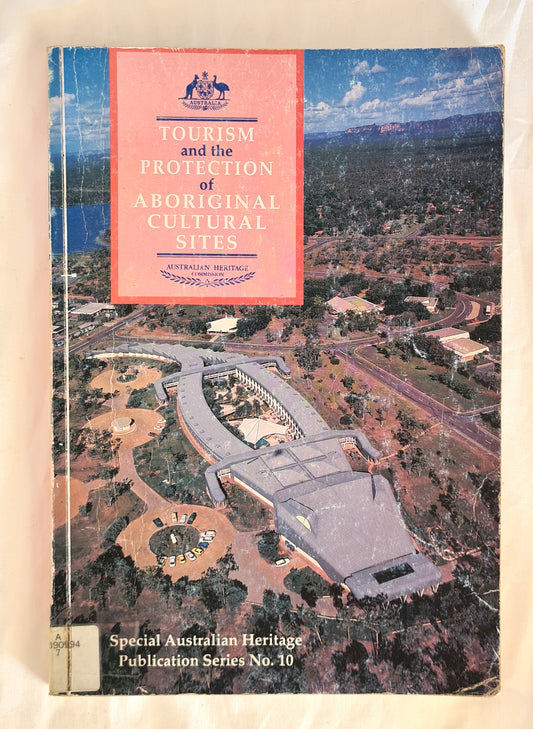 AUSTRALIA
TOURISM
and the
PROTECTION
of
ABORIGINAL
CULTURAL
SITES
AUSTRALIAN HERITAGE
COMMISSION
Special Australian Heritage
Publication Series No. 10
A
7